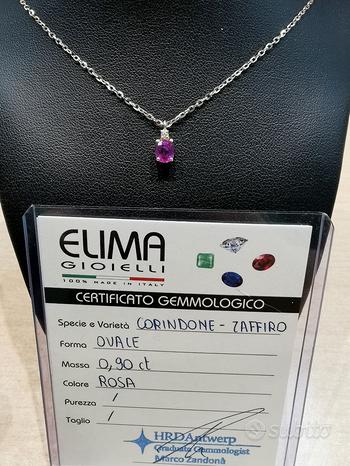 ELIMA
GIOIELLI
100% MADE IN ITALY
CERTIFICATO GEMMOLOGICO
Specie e Varietà CORINDONE - ZAFFIRO
Forma OVALE
Massa 0,90 ct
Colore ROSA
Purezza /
Taglio /
HRDAntwerp
Graduate Gemmologist
Marco Zandonà
subito